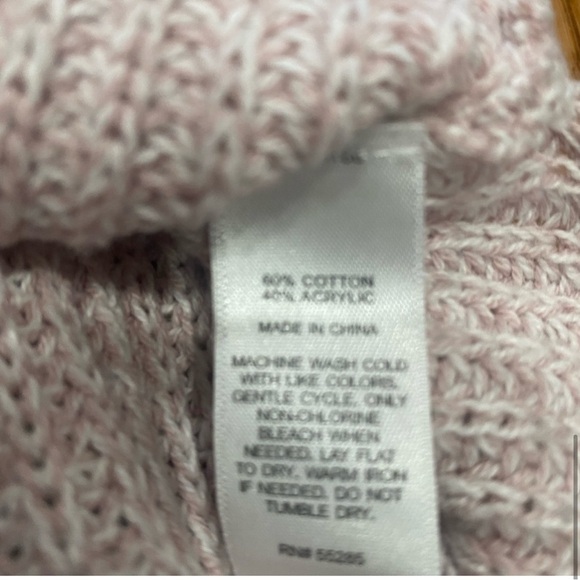 60% COTTON
40% ACRYLIC
MADE IN CHINA
MACHINE WASH COLD
WITH LIKE COLORS,
GENTLE CYCLE. ONLY
NON-CHLORINE
BLEACH WHEN
NEEDED. LAY FLAT
TO DRY. WARM IRON
IF NEEDED. DO NOT
TUMBLE DRY.
RN# 55285